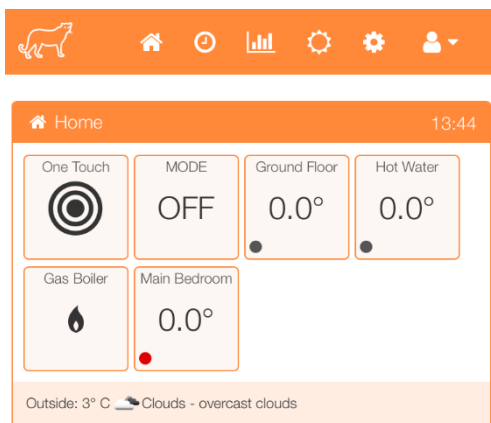 Home 13:44
One Touch MODE Ground Floor Hot Water
OFF 0.0° 0.0°
Gas Boiler Main Bedroom
0.0°
Outside: 3° C Clouds - overcast clouds